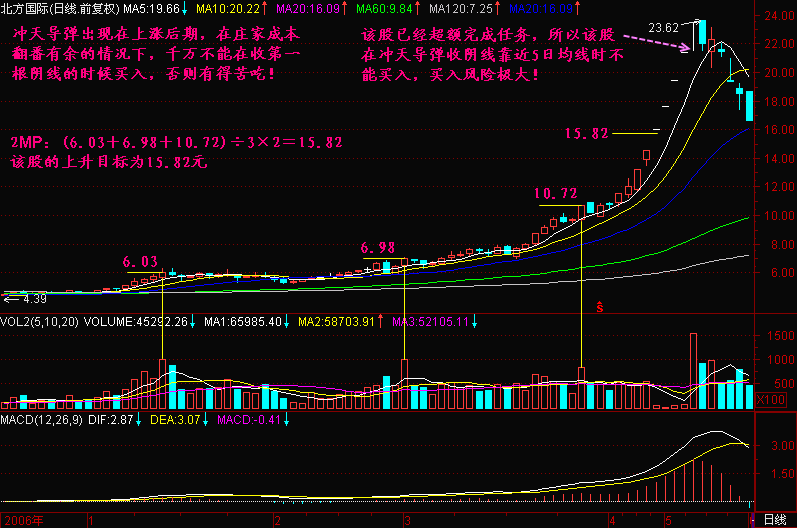 北方国际(日线.前复权) MA5:19.66↓ MA10:20.22↑ MA20:16.09↑ MA60:9.84↑ MA120:7.25↑ MA20:16.09↑
冲天导弹出现在上涨后期，在庄家成本
翻番有余的情况下，千万不能在收第一
根阴线的时候买入，否则有得苦吃！
该股已经超额完成任务，所以该股
在冲天导弹收阴线靠近5日均线时不
能买入，买入风险极大！
23.62
24.00
22.00
20.00
18.00
16.00
14.00
12.00
10.00
8.00
6.00
2MP：(6.03＋6.98＋10.72)÷3×2＝15.82
该股的上升目标为15.82元
15.82
10.72
6.98
6.03
4.39
ŝ
VOL2(5,10,20) VOLUME:45292.26↓ MA1:65985.40↓ MA2:58703.91↑ MA3:52105.11↓
1500
1000
500
X100
MACD(12,26,9) DIF:2.87↓ DEA:3.07↓ MACD:-0.41↓
3.00
1.50
2006年 1 2 3 4 5 日线